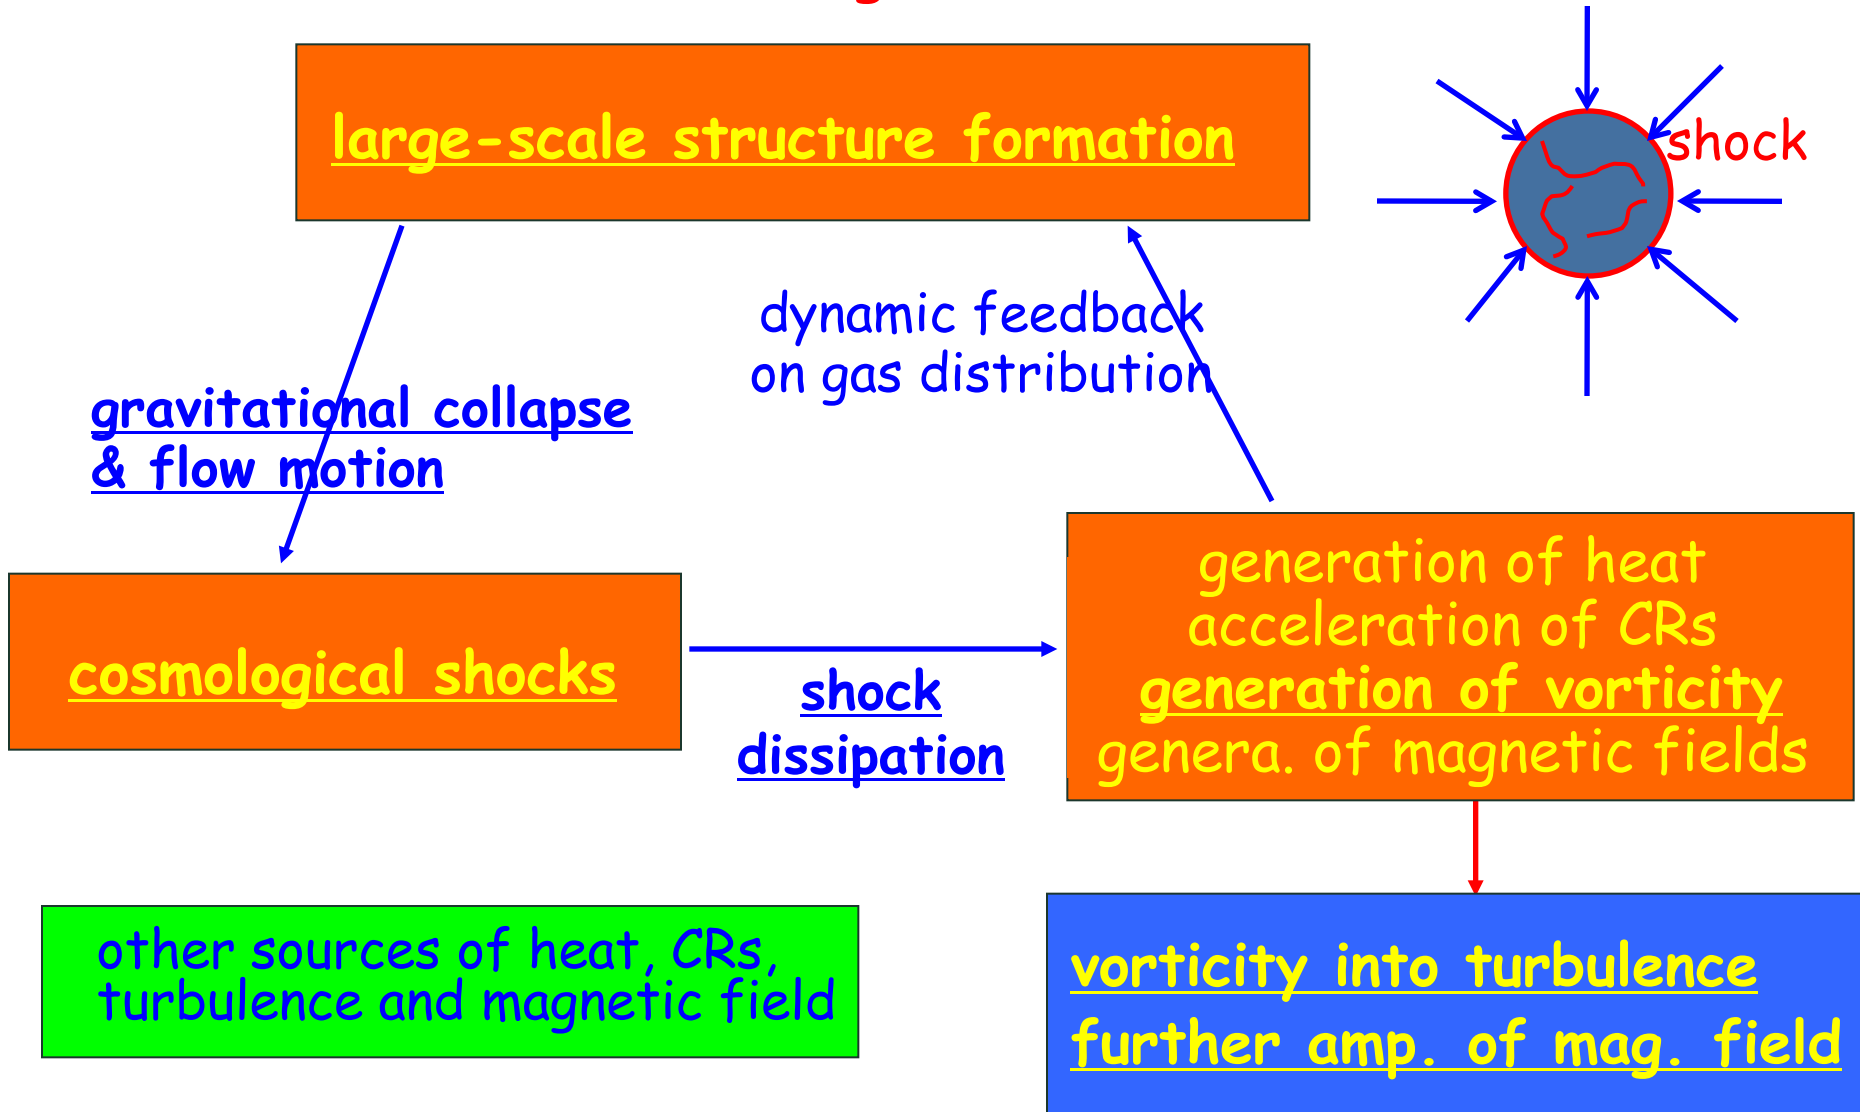 large-scale structure formation
shock
dynamic feedback
on gas distribution
gravitational collapse
& flow motion
generation of heat
acceleration of CRs
generation of vorticity
genera. of magnetic fields
cosmological shocks
shock
dissipation
other sources of heat, CRs,
turbulence and magnetic field
vorticity into turbulence
further amp. of mag. field